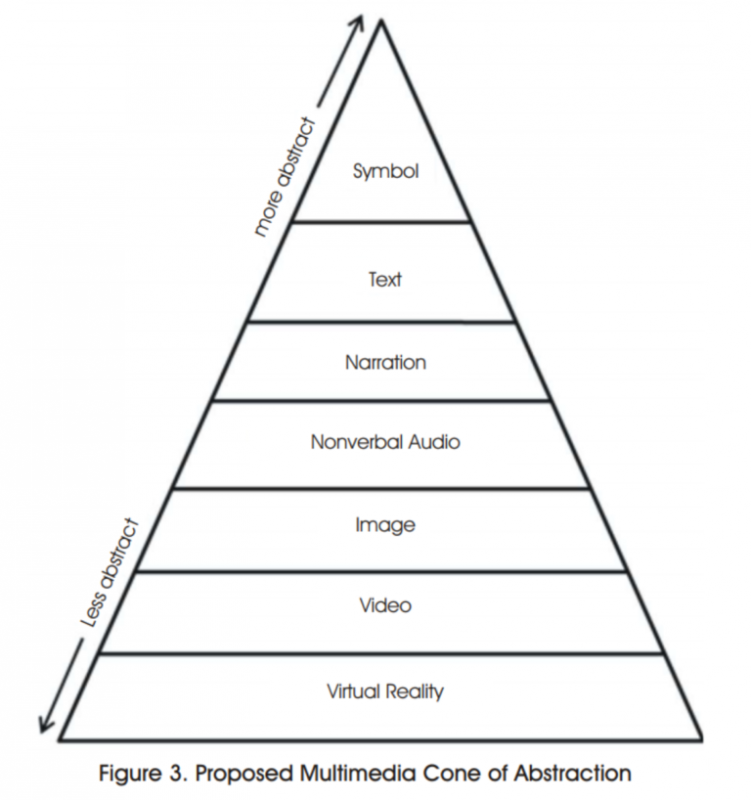 more abstract
Symbol
Text
Narration
Nonverbal Audio
Image
Less abstract
Video
Virtual Reality
Figure 3. Proposed Multimedia Cone of Abstraction